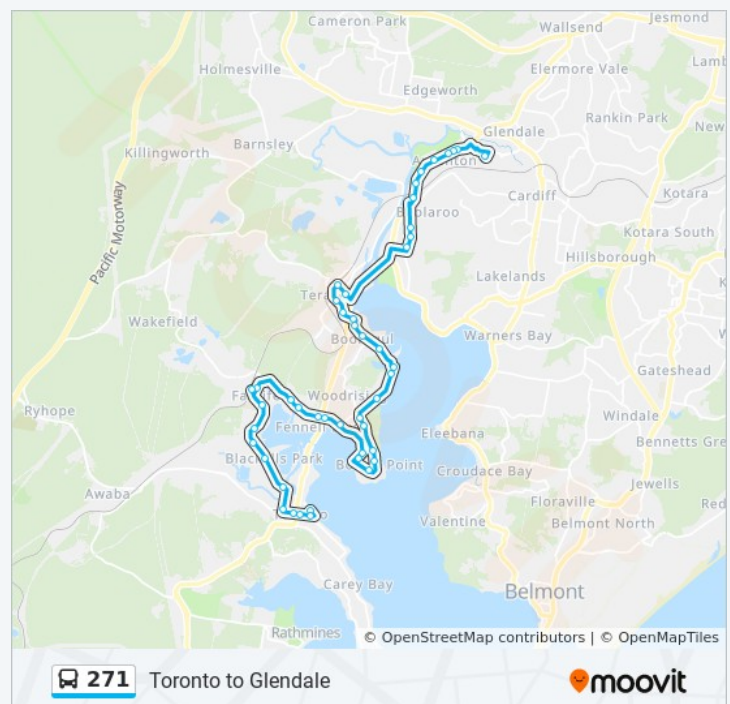 Cameron Park
Jesmond
Wallsend
Holmesville
Elermore Vale
Edgeworth
Rankin Park
Glendale
Barnsley
Killingworth
Cardiff
Kotara
Pacific Motorway
Kotara South
Hillsborough
Lakelands
Wakefield
Warners Bay
Gateshead
Ryhope
Windale
Eleebana
Bennetts Gre
Croudace Bay
Jewells
Awaba
Floraville
Valentine
Belmont North
Carey Bay
Belmont
Rathmines
© OpenStreetMap contributors | © OpenMapTiles
271 Toronto to Glendale
moovit